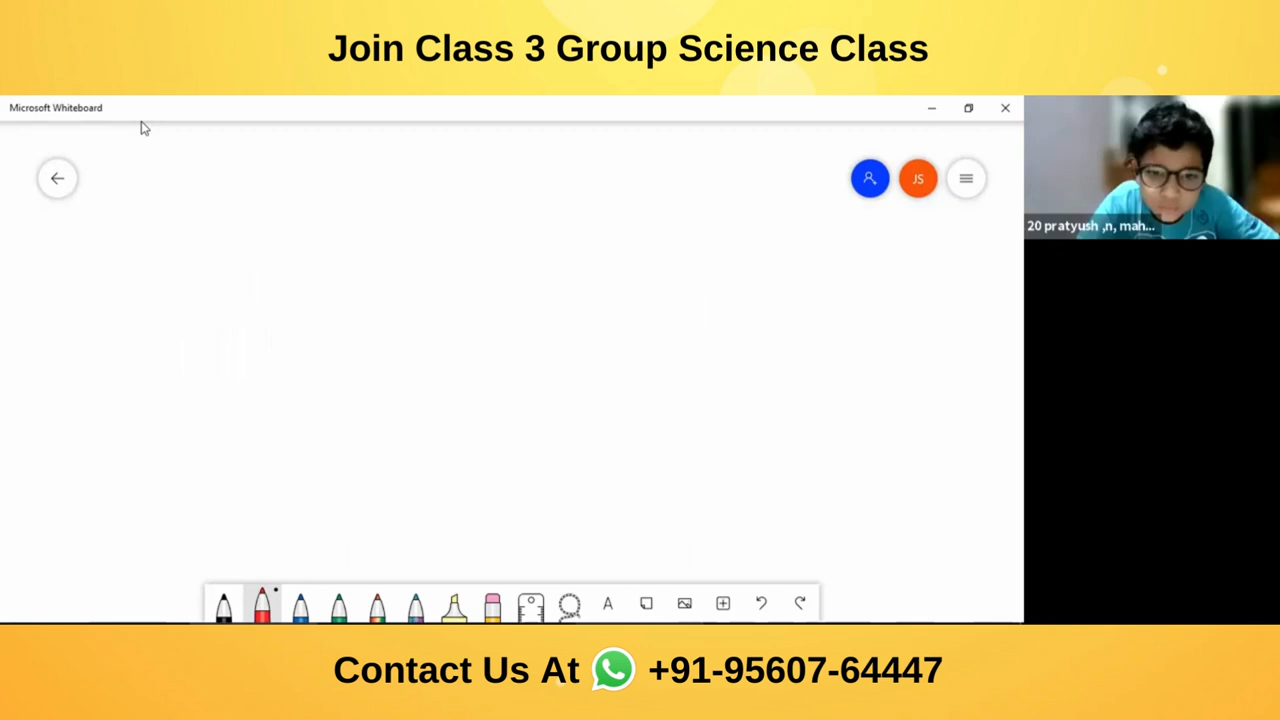 Join Class 3 Group Science Class
Microsoft Whiteboard
JS
20 pratyush ,n, mah...
A
Contact Us At +91-95607-64447